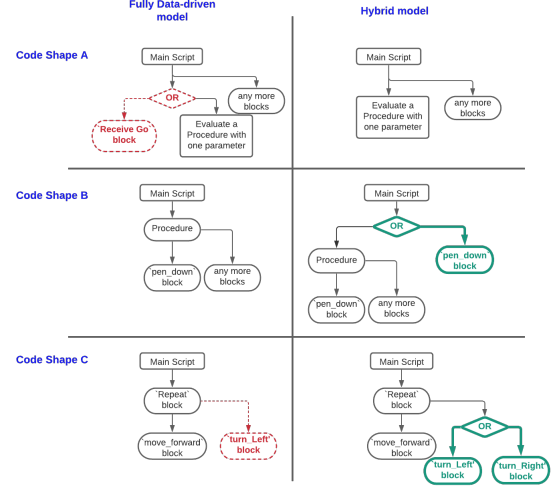 Fully Data-driven
model
Hybrid model
Code Shape A
Main Script
OR
`Receive Go`
block
Evaluate a
Procedure with
one parameter
any more
blocks
Main Script
Evaluate a
Procedure with
one parameter
any more
blocks
Code Shape B
Main Script
Procedure
`pen_down`
block
any more
blocks
Main Script
OR
`pen_down`
block
Procedure
`pen_down`
block
any more
blocks
Code Shape C
Main Script
`Repeat`
block
`move_forward`
block
`turn_Left`
block
Main Script
`Repeat`
block
OR
`move_forward`
block
`turn_Left`
block
`turn_Right`
block